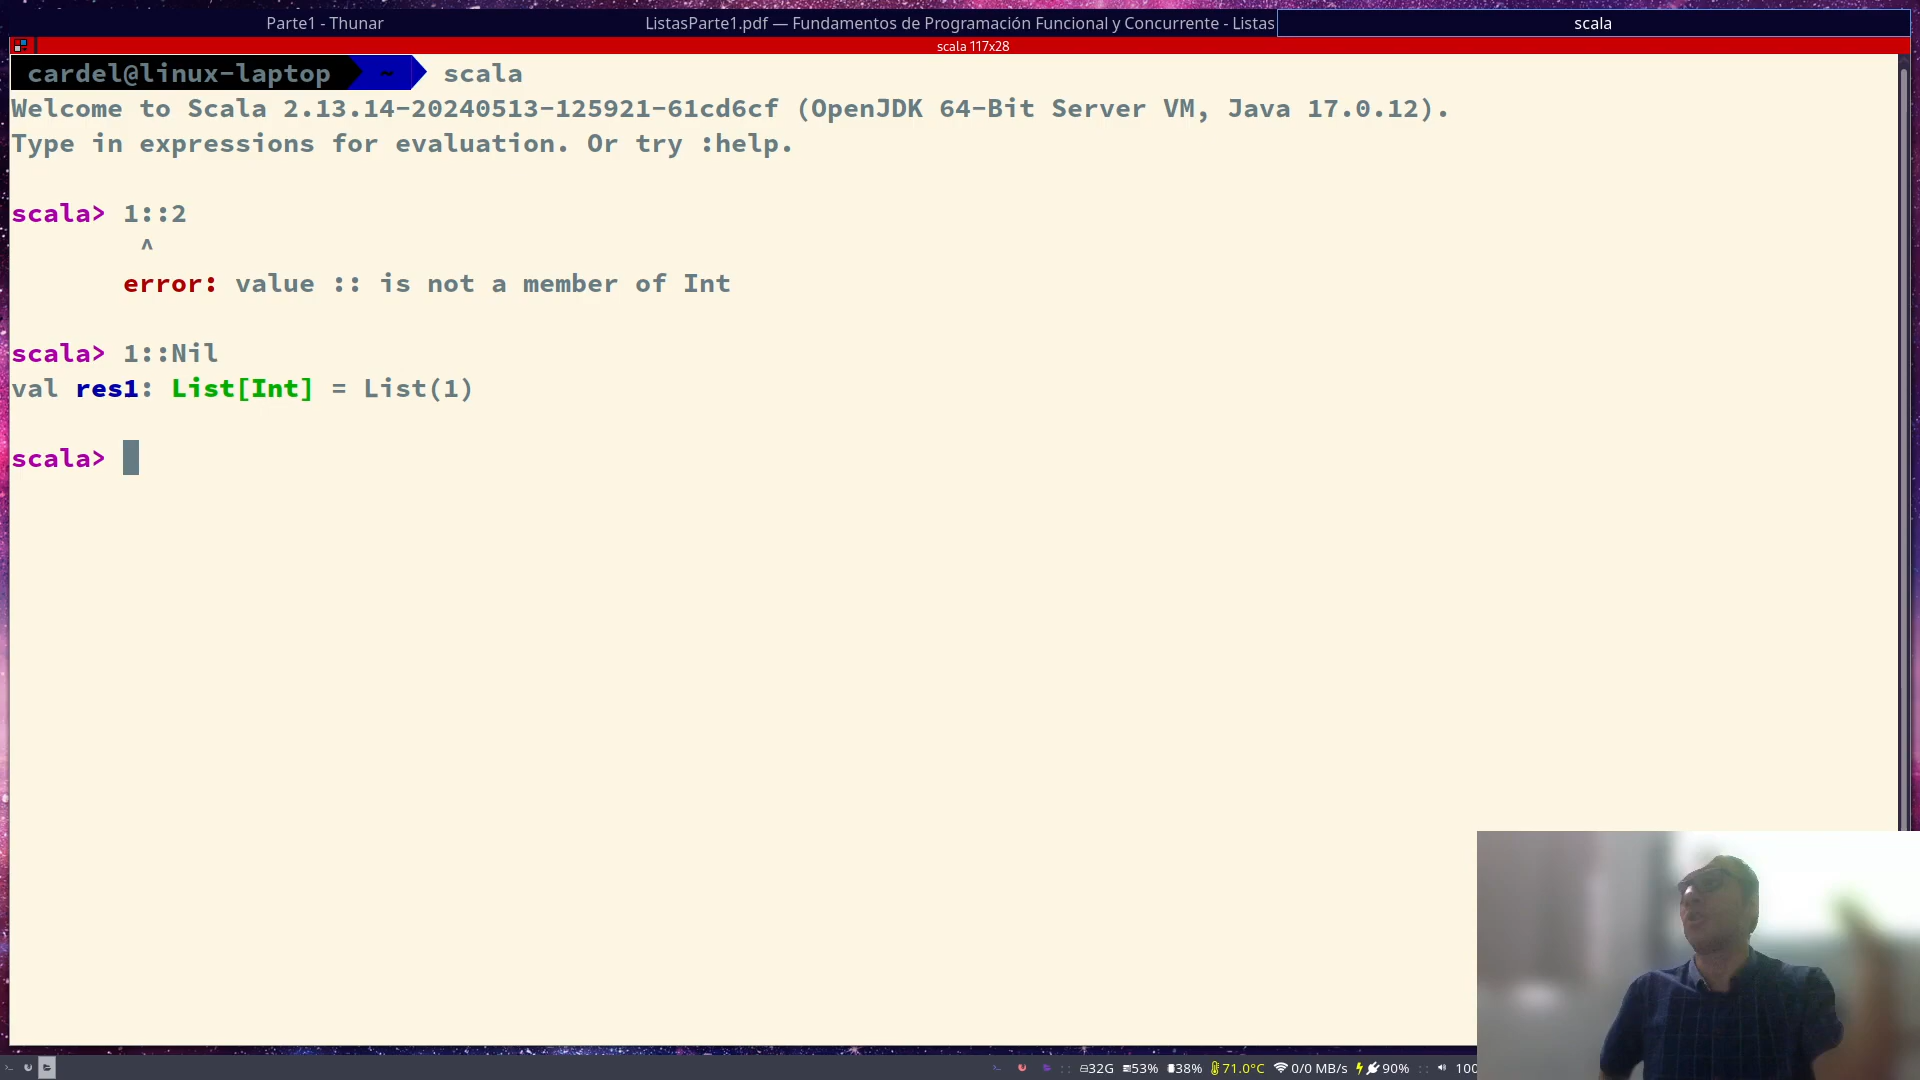 Parte1 - Thunar
ListasParte1.pdf — Fundamentos de Programación Funcional y Concurrente - Listas
scala
scala 117x28
cardel@linux-laptop ~ scala
Welcome to Scala 2.13.14-20240513-125921-61cd6cf (OpenJDK 64-Bit Server VM, Java 17.0.12).
Type in expressions for evaluation. Or try :help.
scala> 1::2
^
error: value :: is not a member of Int
scala> 1::Nil
val res1: List[Int] = List(1)
scala>
32G 53% 38% 71.0°C 0/0 MB/s 90% :: 100